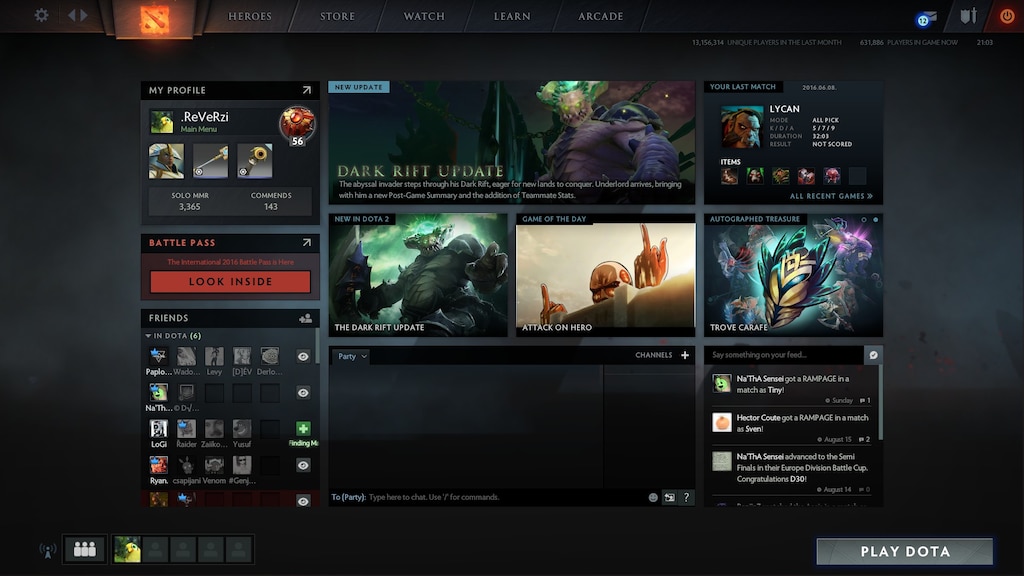 HEROES
STORE
WATCH
LEARN
ARCADE
12
13,156,314 UNIQUE PLAYERS IN THE LAST MONTH
631,886 PLAYERS IN GAME NOW
21:03
MY PROFILE
.ReVeRzi
Main Menu
56
SOLO MMR
3,365
COMMENDS
143
BATTLE PASS
The International 2016 Battle Pass is Here
LOOK INSIDE
FRIENDS
IN DOTA (6)
Paplo...
Wado...
Levy
[D]ÉV
Derlo...
Na'Th...
LoGi
Raider
Zaiiko...
Yusuf
Finding Ma
Ryan.
csapijani
Venom
#Genj...
NEW UPDATE
DARK RIFT UPDATE
The abyssal invader steps through his Dark Rift, eager for new lands to conquer. Underlord arrives, bringing
with him a new Post-Game Summary and the addition of Teammate Stats.
NEW IN DOTA 2
THE DARK RIFT UPDATE
GAME OF THE DAY
ATTACK ON HERO
Party
CHANNELS +
To (Party): Type here to chat. Use '/' for commands.
?
YOUR LAST MATCH
2016.06.08.
LYCAN
MODE ALL PICK
K / D / A 5 / 7 / 9
DURATION 32:03
RESULT NOT SCORED
ITEMS
ALL RECENT GAMES
AUTOGRAPHED TREASURE
TROVE CARAFE
Say something on your feed...
Na'ThA Sensei got a RAMPAGE in a
match as Tiny!
Sunday 1
Hector Coute got a RAMPAGE in a match
as Sven!
August 15 2
Na'ThA Sensei advanced to the Semi
Finals in their Europe Division Battle Cup.
Congratulations D30!
August 14 0
PLAY DOTA